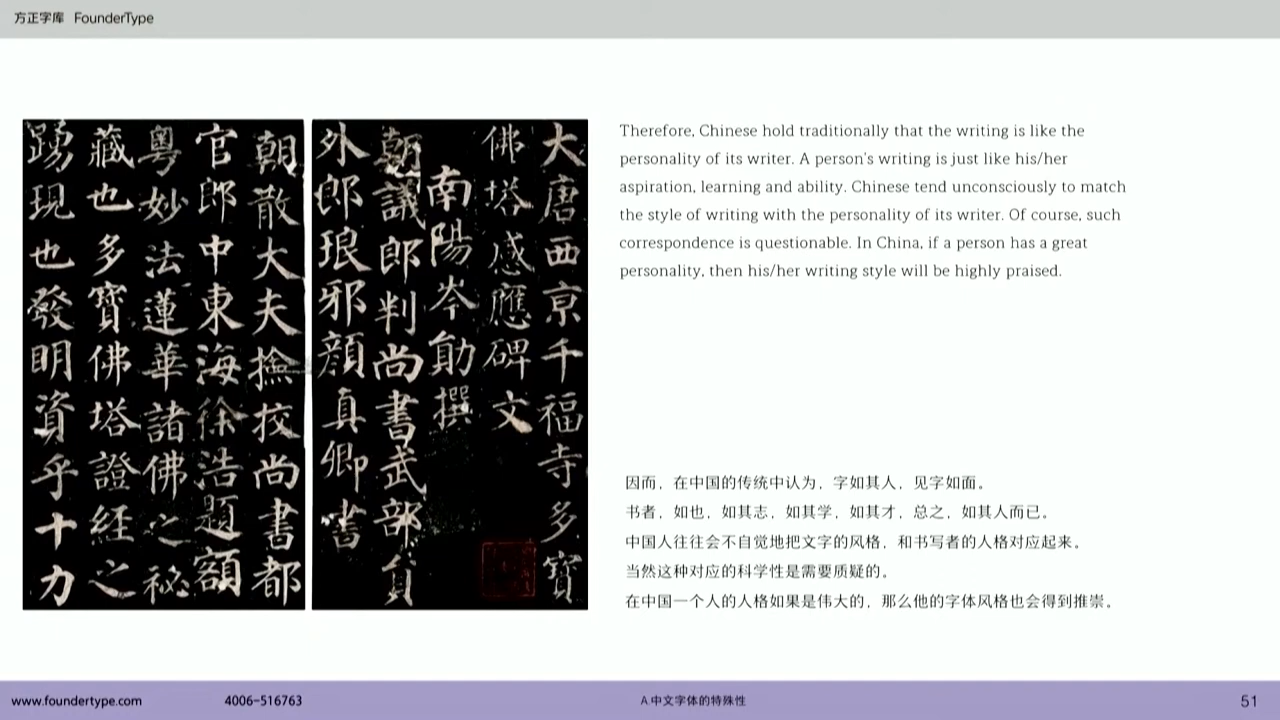 方正字库 FounderType
大唐西京千福寺多寶
佛塔感應碑文
南陽岑勛撰
朝議郎判尚書武部員
外郎琅邪顏真卿書
朝散大夫撿挍尚書都
官郎中東海徐浩題額
粵妙法蓮華諸佛之祕
藏也多寶佛塔證經之
踴現也發明資乎十力
Therefore, Chinese hold traditionally that the writing is like the
personality of its writer. A person's writing is just like his/her
aspiration, learning and ability. Chinese tend unconsciously to match
the style of writing with the personality of its writer. Of course, such
correspondence is questionable. In China, if a person has a great
personality, then his/her writing style will be highly praised.
因而，在中国的传统中认为，字如其人，见字如面。
书者，如也，如其志，如其学，如其才，总之，如其人而已。
中国人往往会不自觉地把文字的风格，和书写者的人格对应起来。
当然这种对应的科学性是需要质疑的。
在中国一个人的人格如果是伟大的，那么他的字体风格也会得到推崇。
www.foundertype.com 4006-516763 A 中文字体的特殊性 51